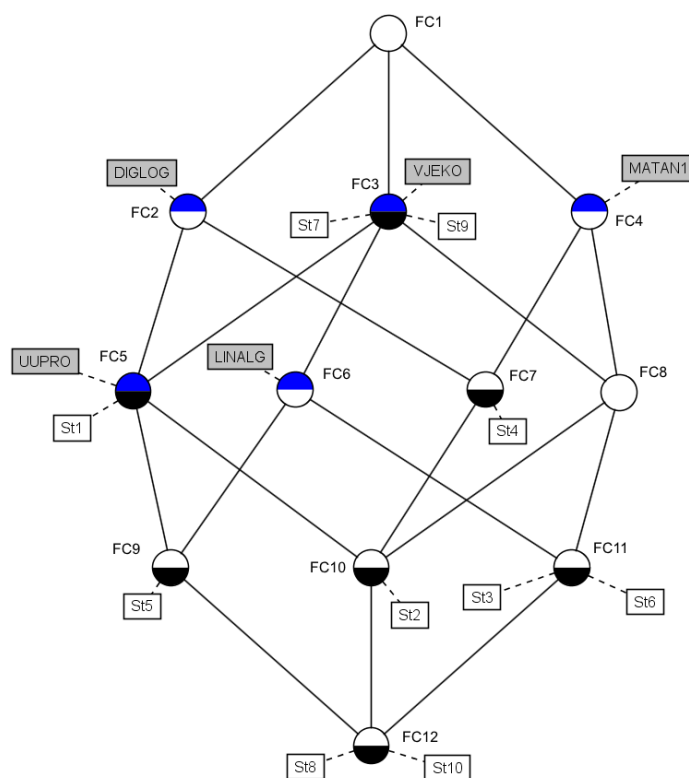 FC1
DIGLOG
VJEKO
MATAN1
FC3
FC2
FC4
St7
St9
UUPRO
FC5
LINALG
FC6
FC7
FC8
St1
St4
FC9
FC10
FC11
St5
St2
St3
St6
FC12
St8
St10